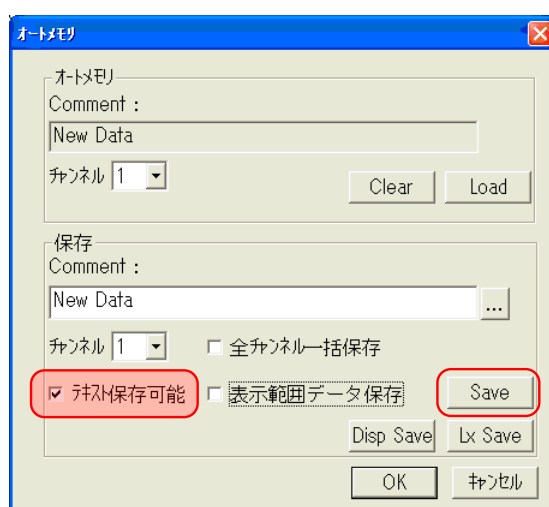 ｵｰﾄﾒﾓﾘ
ｵｰﾄﾒﾓﾘ
Comment :
New Data
ﾁｬﾝﾈﾙ 1
Clear Load
保存
Comment :
New Data ...
ﾁｬﾝﾈﾙ 1 全ﾁｬﾝﾈﾙ一括保存
ﾃｷｽﾄ保存可能 表示範囲データ保存 Save
Disp Save Lx Save
OK ｷｬﾝｾﾙ